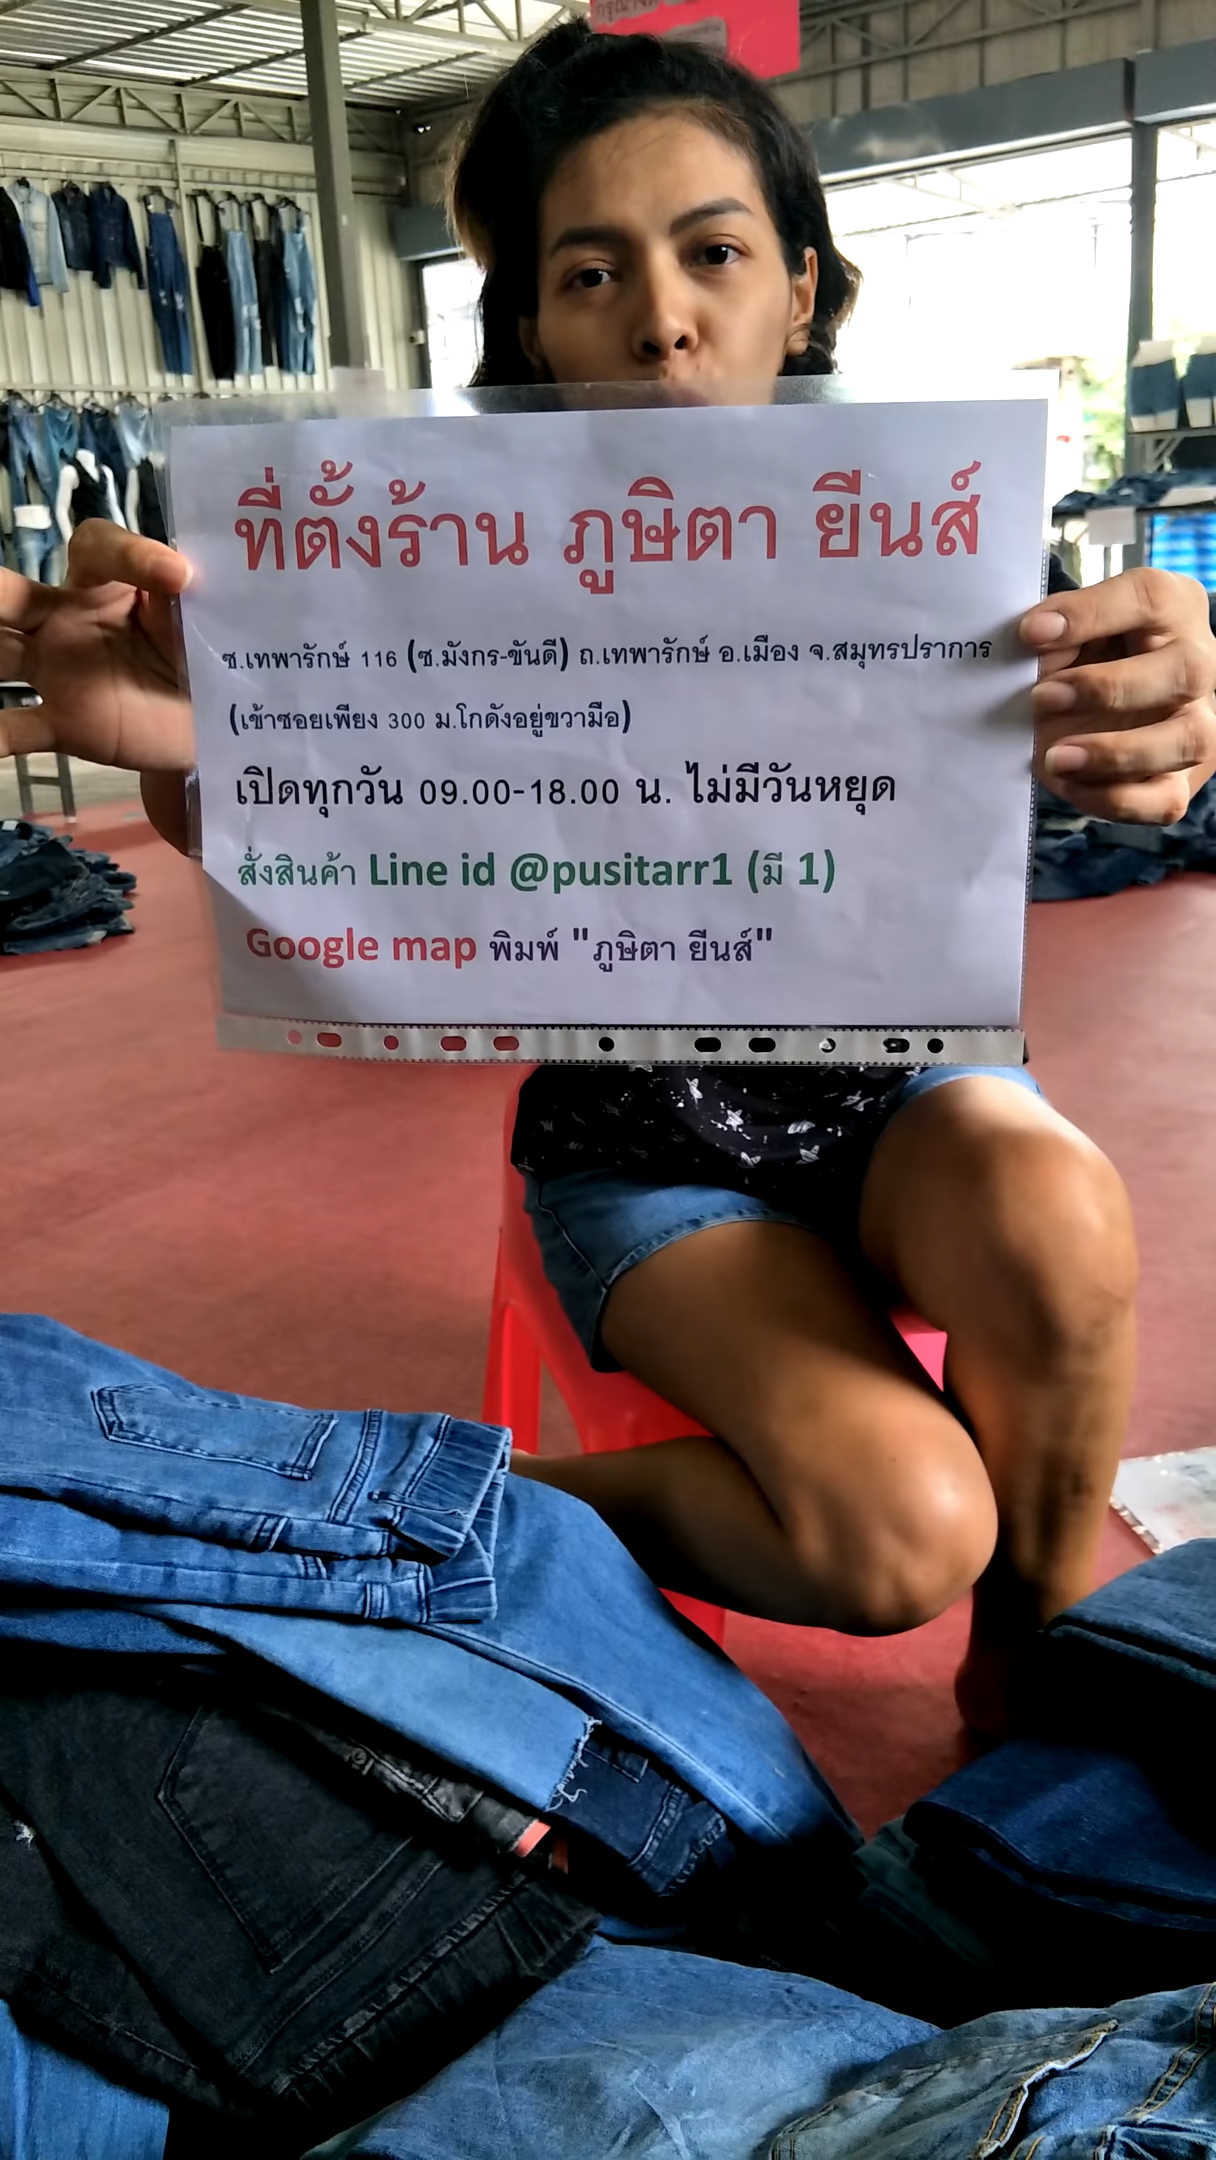 ที่ตั้งร้าน ภูษิตา ยีนส์
ซ.เทพารักษ์ 116 (ซ.มังกร-ขันดี) ถ.เทพารักษ์ อ.เมือง จ.สมุทรปราการ
(เข้าซอยเพียง 300 ม.โกดังอยู่ขวามือ)
เปิดทุกวัน 09.00-18.00 น. ไม่มีวันหยุด
สั่งสินค้า Line id @pusitarr1 (มี 1)
Google map พิมพ์ "ภูษิตา ยีนส์"